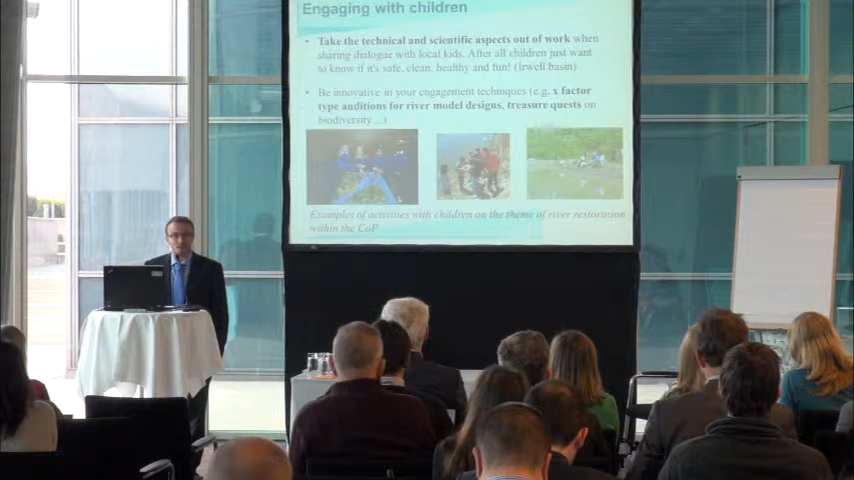 Engaging with children
• Take the technical and scientific aspects out of work when
sharing dialogue with local kids. After all children just want
to know if it's safe, clean, healthy and fun! (Irwell basin)
• Be innovative in your engagement techniques (e.g. x factor
type auditions for river model designs, treasure quests on
biodiversity…)
Examples of activities with children on the theme of river restoration
within the CoP